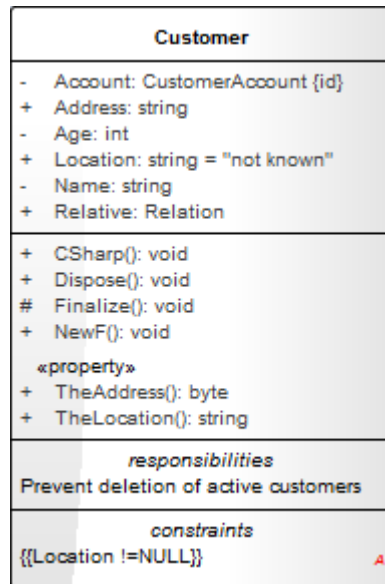 Customer
- Account: CustomerAccount {id}
+ Address: string
- Age: int
+ Location: string = "not known"
- Name: string
+ Relative: Relation
+ CSharp(): void
+ Dispose(): void
# Finalize(): void
+ NewF(): void
«property»
+ TheAddress(): byte
+ TheLocation(): string
responsibilities
Prevent deletion of active customers
constraints
{{Location !=NULL}}
A